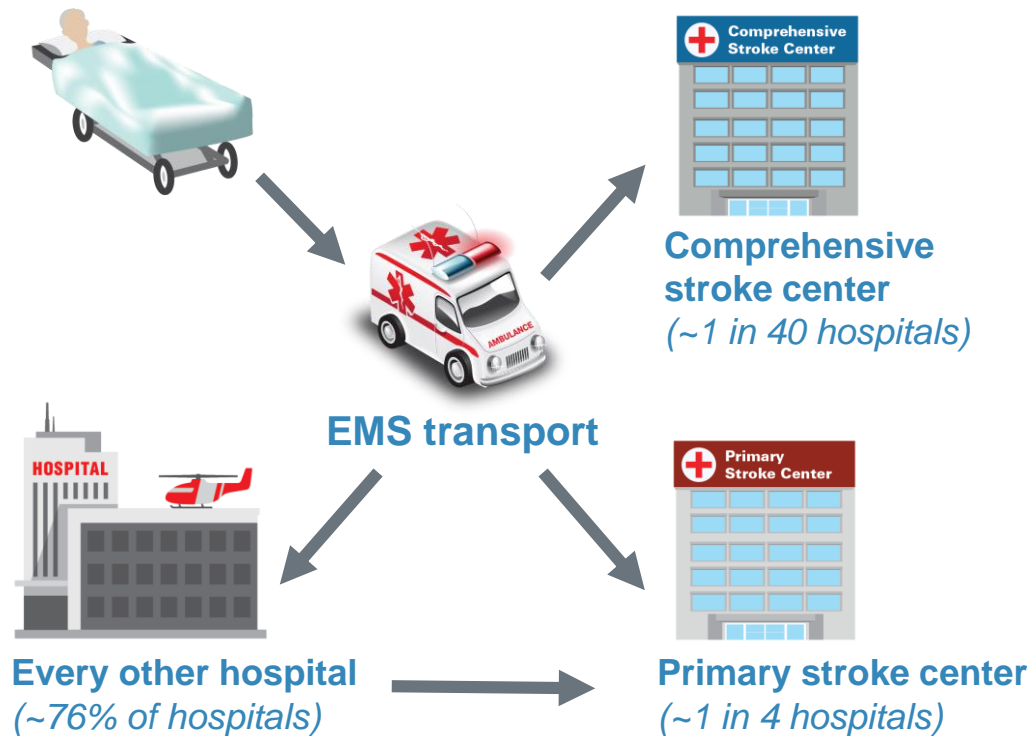 Comprehensive
Stroke Center
Comprehensive
stroke center
(~1 in 40 hospitals)
AMBULANCE
EMS transport
HOSPITAL
Primary
Stroke Center
Every other hospital
(~76% of hospitals)
Primary stroke center
(~1 in 4 hospitals)